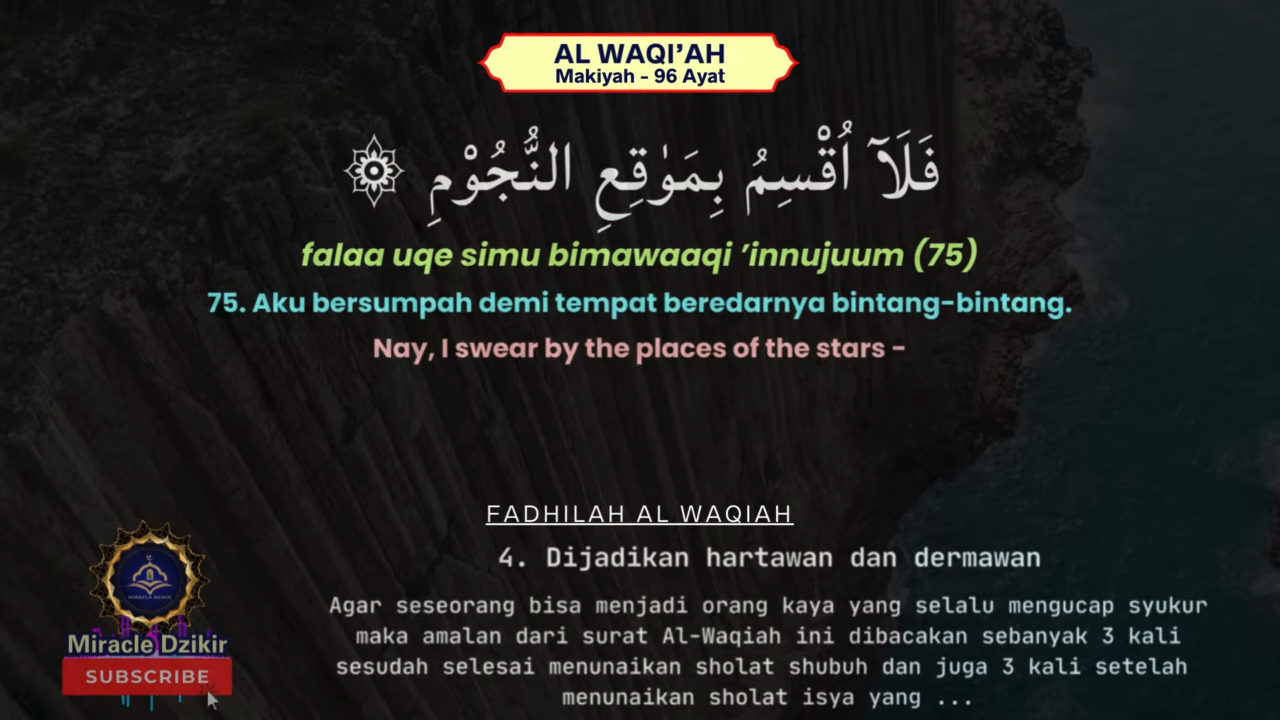 AL WAQI’AH
Makiyah - 96 Ayat
فَلَآ اُقْسِمُ بِمَوٰقِعِ النُّجُوْمِ
falaa uqe simu bimawaaqi ’innujuum (75)
75. Aku bersumpah demi tempat beredarnya bintang-bintang.
Nay, I swear by the places of the stars -
FADHILAH AL WAQIAH
4. Dijadikan hartawan dan dermawan
Agar seseorang bisa menjadi orang kaya yang selalu mengucap syukur
maka amalan dari surat Al-Waqiah ini dibacakan sebanyak 3 kali
sesudah selesai menunaikan sholat shubuh dan juga 3 kali setelah
menunaikan sholat isya yang ...
Miracle Dzikir
SUBSCRIBE